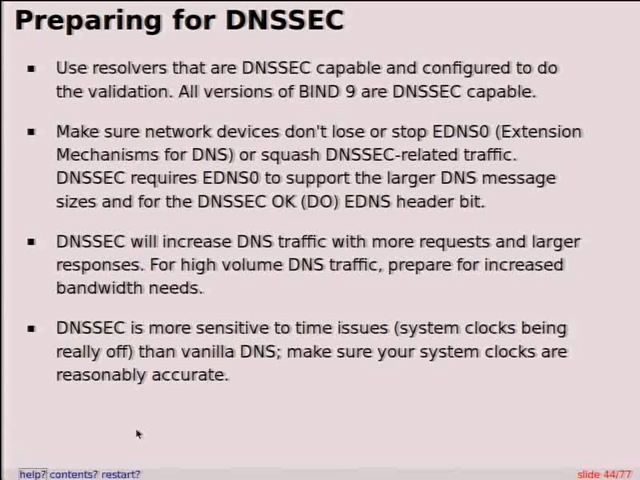 Preparing for DNSSEC
Use resolvers that are DNSSEC capable and configured to do
the validation. All versions of BIND 9 are DNSSEC capable.
Make sure network devices don't lose or stop EDNS0 (Extension
Mechanisms for DNS) or squash DNSSEC-related traffic.
DNSSEC requires EDNS0 to support the larger DNS message
sizes and for the DNSSEC OK (DO) EDNS header bit.
DNSSEC will increase DNS traffic with more requests and larger
responses. For high volume DNS traffic, prepare for increased
bandwidth needs.
DNSSEC is more sensitive to time issues (system clocks being
really off) than vanilla DNS; make sure your system clocks are
reasonably accurate.
help? contents? restart? slide 44/77